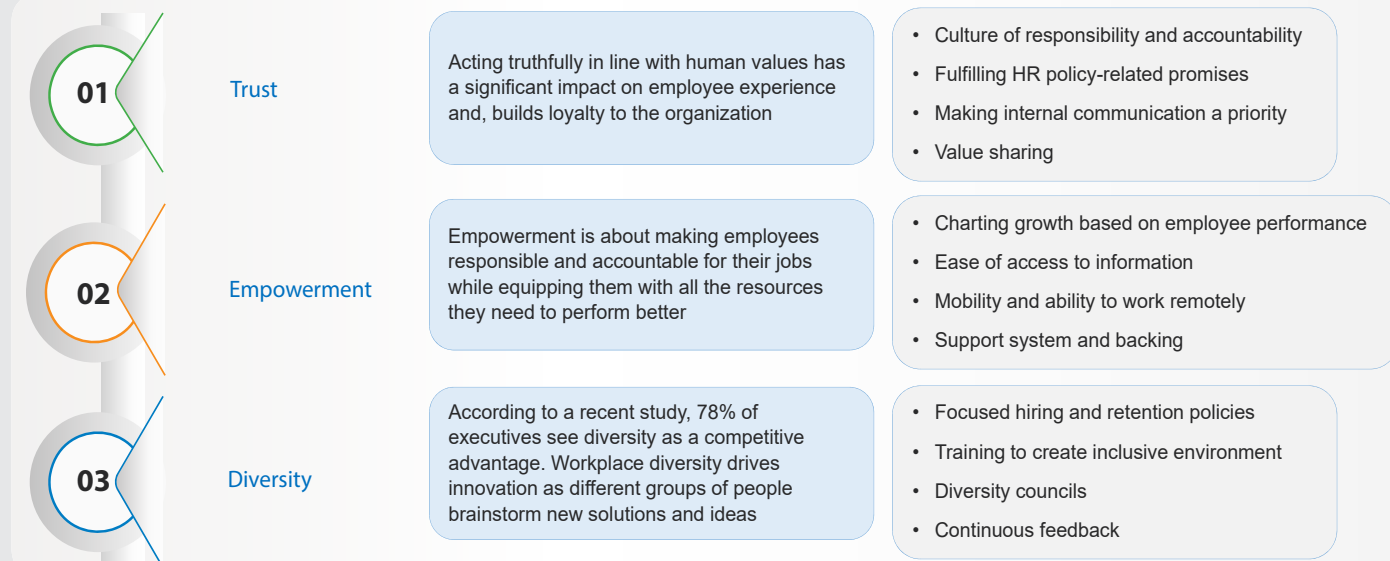 01
Trust
Acting truthfully in line with human values has
a significant impact on employee experience
and, builds loyalty to the organization
• Culture of responsibility and accountability
• Fulfilling HR policy-related promises
• Making internal communication a priority
• Value sharing
02
Empowerment
Empowerment is about making employees
responsible and accountable for their jobs
while equipping them with all the resources
they need to perform better
• Charting growth based on employee performance
• Ease of access to information
• Mobility and ability to work remotely
• Support system and backing
03
Diversity
According to a recent study, 78% of
executives see diversity as a competitive
advantage. Workplace diversity drives
innovation as different groups of people
brainstorm new solutions and ideas
• Focused hiring and retention policies
• Training to create inclusive environment
• Diversity councils
• Continuous feedback